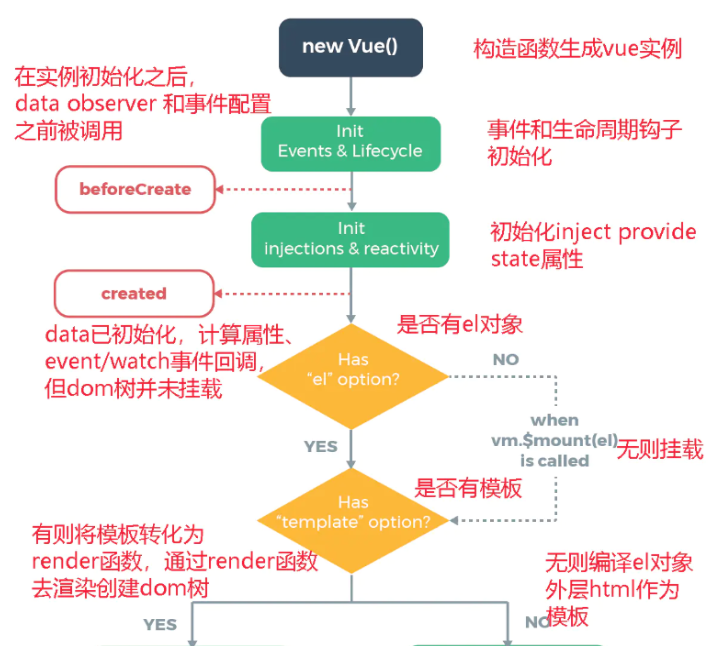 new Vue()
构造函数生成vue实例
在实例初始化之后，
data observer 和事件配置
之前被调用
Init
Events & Lifecycle
事件和生命周期钩子
初始化
beforeCreate
Init
injections & reactivity
初始化inject provide
state属性
created
data已初始化，计算属性、
event/watch事件回调，
但dom树并未挂载
是否有el对象
Has
“el” option?
NO
when
vm.$mount(el)
is called
无则挂载
YES
是否有模板
Has
“template” option?
有则将模板转化为
render函数，通过render函数
去渲染创建dom树
无则编译el对象
外层html作为
模板
YES
NO